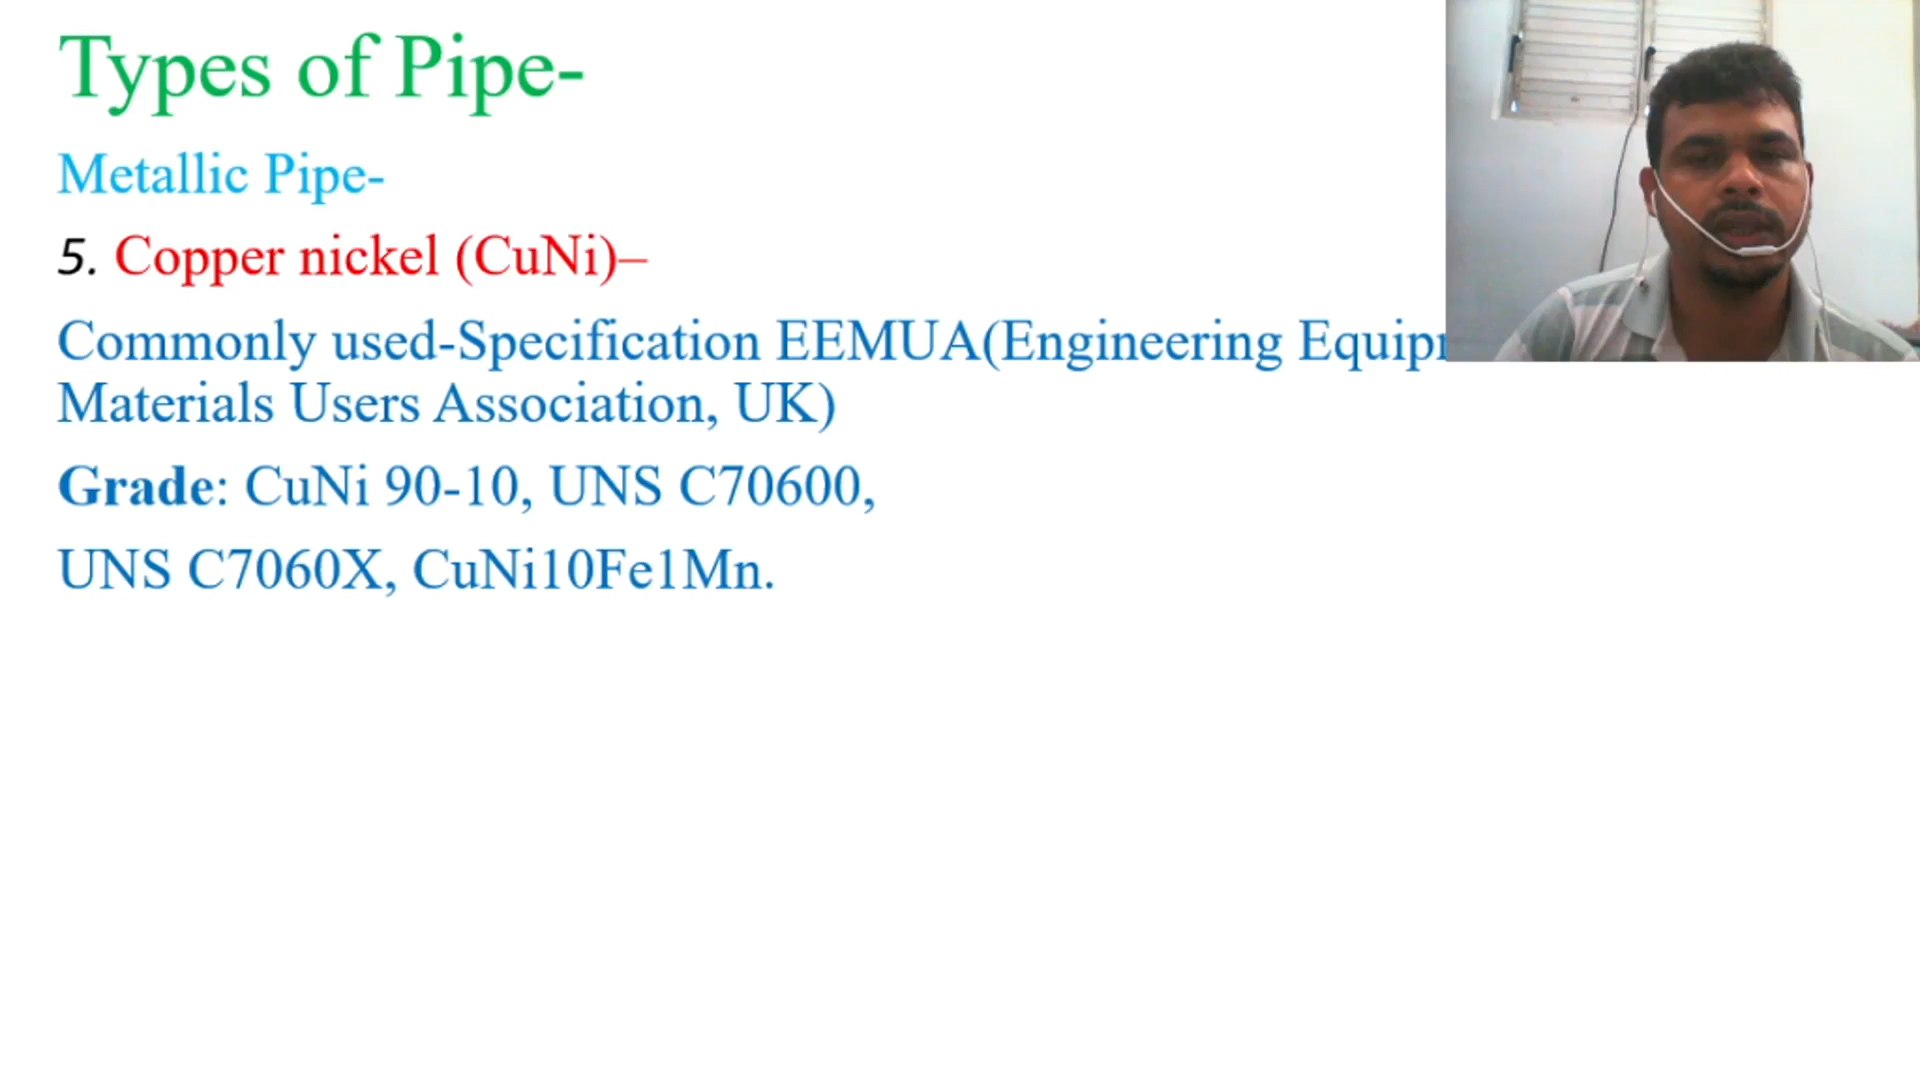 Types of Pipe-
Metallic Pipe-
5. Copper nickel (CuNi)–
Commonly used-Specification EEMUA(Engineering
Materials Users Association, UK)
Grade: CuNi 90-10, UNS C70600,
UNS C7060X, CuNi10Fe1Mn.